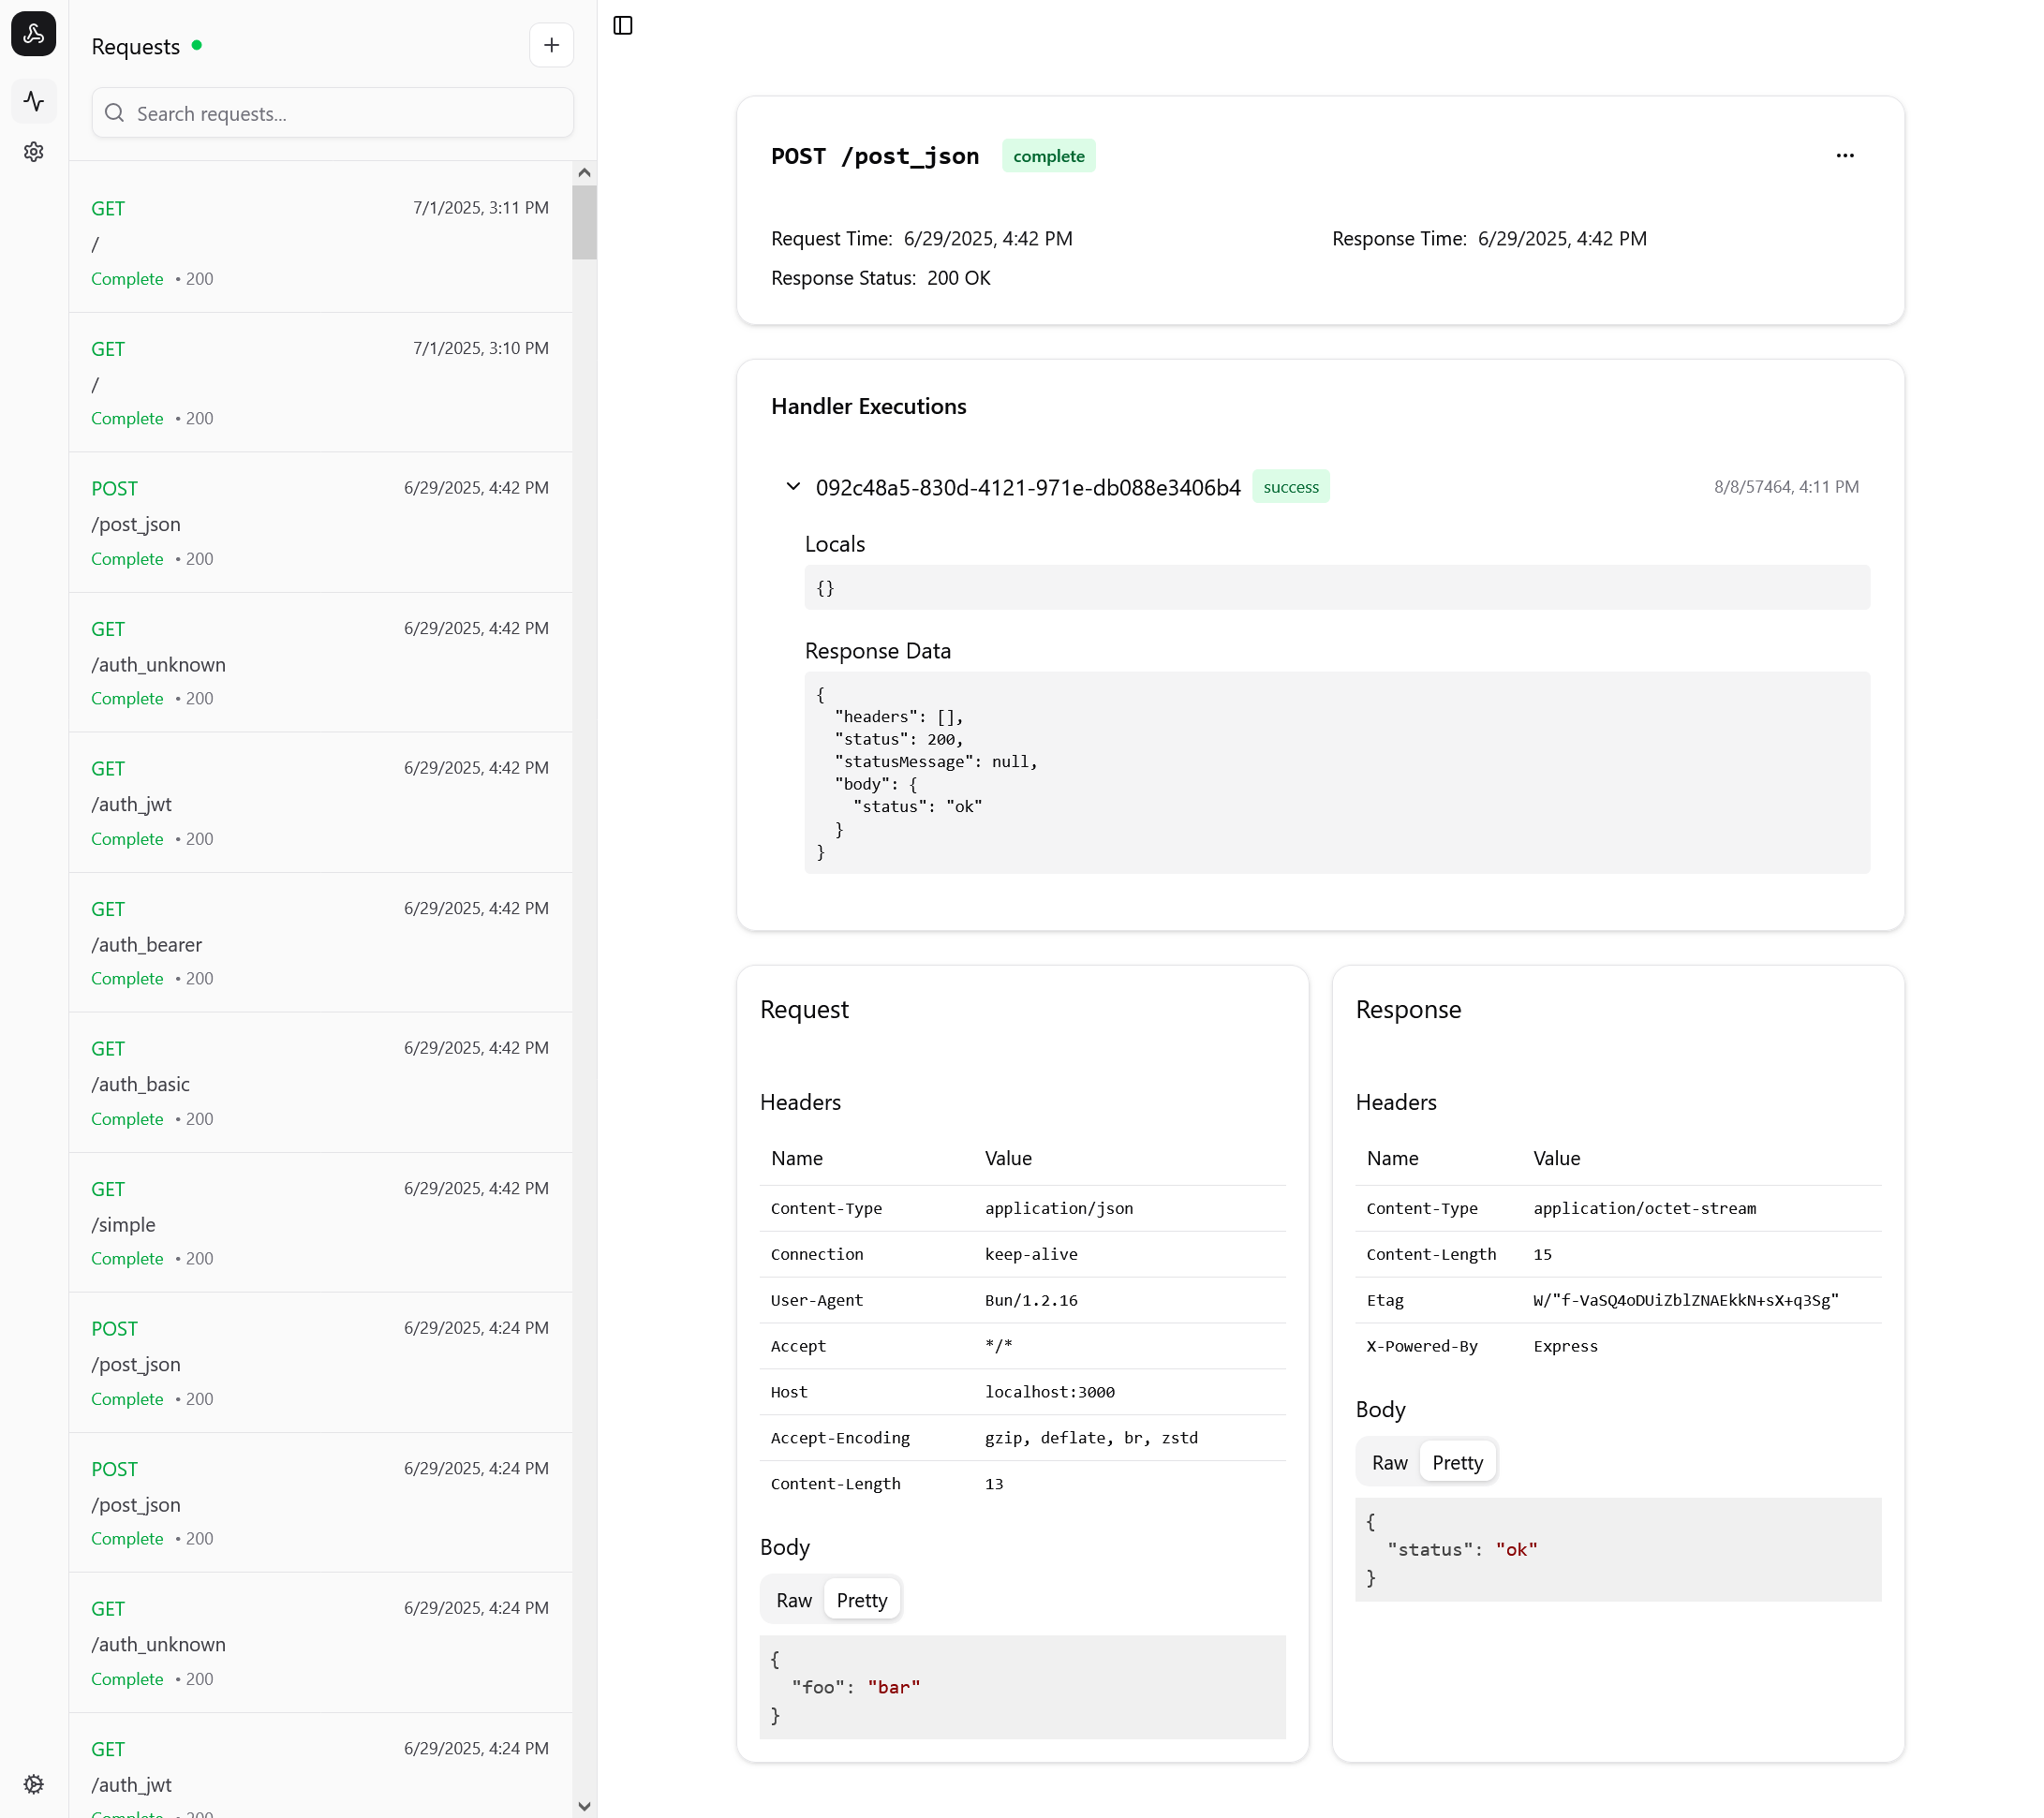 Requests
Search requests...
GET 7/1/2025, 3:11 PM
/
Complete • 200
GET 7/1/2025, 3:10 PM
/
Complete • 200
POST 6/29/2025, 4:42 PM
/post_json
Complete • 200
GET 6/29/2025, 4:42 PM
/auth_unknown
Complete • 200
GET 6/29/2025, 4:42 PM
/auth_jwt
Complete • 200
GET 6/29/2025, 4:42 PM
/auth_bearer
Complete • 200
GET 6/29/2025, 4:42 PM
/auth_basic
Complete • 200
GET 6/29/2025, 4:42 PM
/simple
Complete • 200
POST 6/29/2025, 4:24 PM
/post_json
Complete • 200
POST 6/29/2025, 4:24 PM
/post_json
Complete • 200
GET 6/29/2025, 4:24 PM
/auth_unknown
Complete • 200
GET 6/29/2025, 4:24 PM
/auth_jwt
Complete • 200
POST /post_json complete
Request Time: 6/29/2025, 4:42 PM Response Time: 6/29/2025, 4:42 PM
Response Status: 200 OK
Handler Executions
092c48a5-830d-4121-971e-db088e3406b4 success 8/8/57464, 4:11 PM
Locals
{}
Response Data
{
"headers": [],
"status": 200,
"statusMessage": null,
"body": {
"status": "ok"
}
}
Request
Headers
Name Value
Content-Type application/json
Connection keep-alive
User-Agent Bun/1.2.16
Accept */*
Host localhost:3000
Accept-Encoding gzip, deflate, br, zstd
Content-Length 13
Body
Raw Pretty
{
"foo": "bar"
}
Response
Headers
Name Value
Content-Type application/octet-stream
Content-Length 15
Etag W/"f-VaSQ4oDUiZblZNAEkkN+sX+q3Sg"
X-Powered-By Express
Body
Raw Pretty
{
"status": "ok"
}